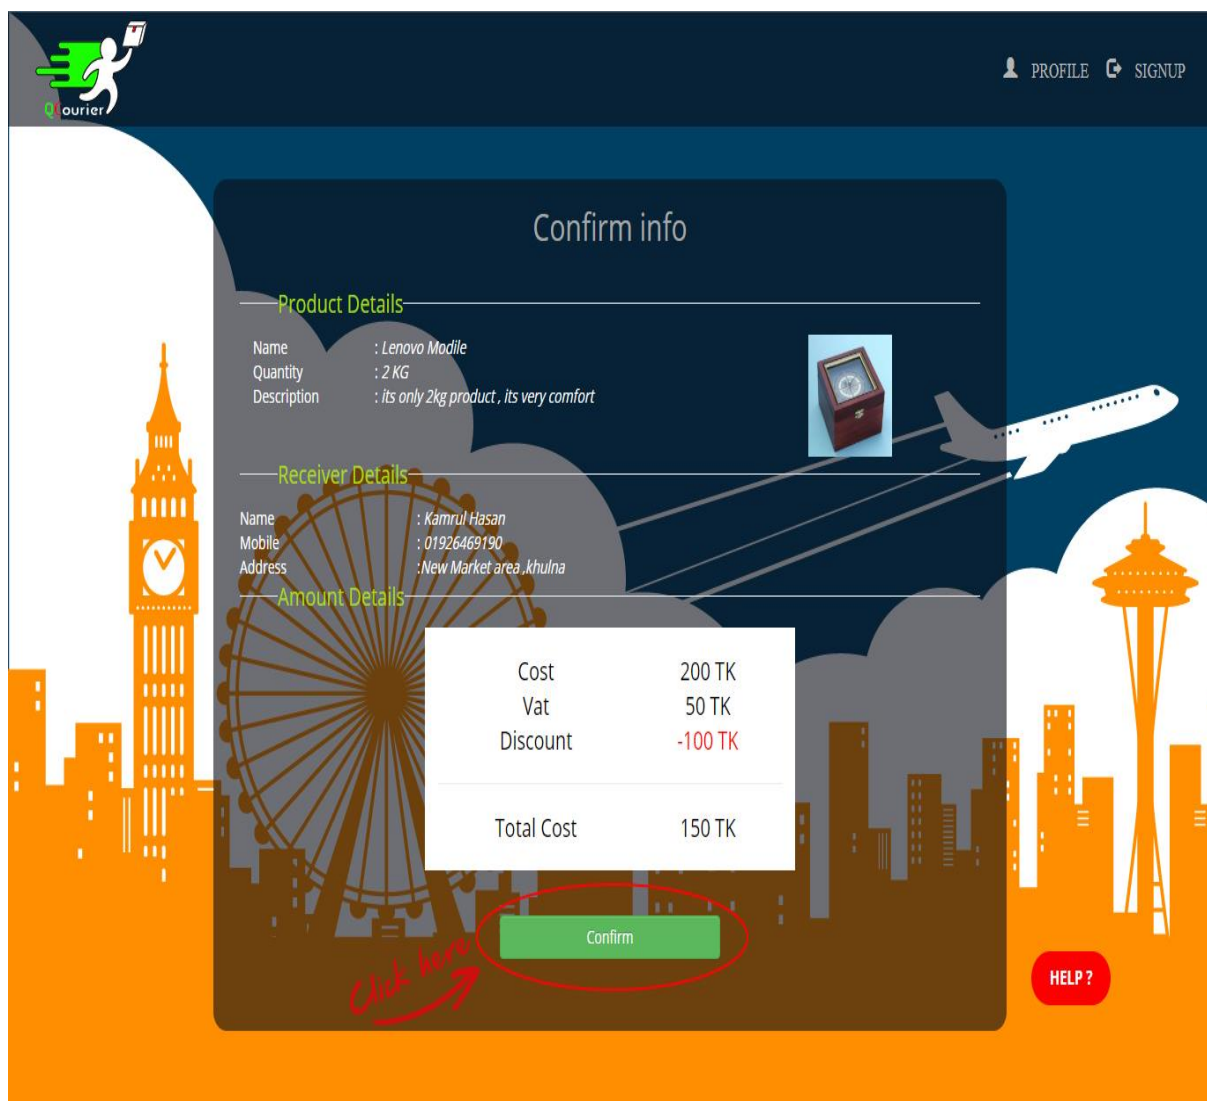 QCourier
PROFILE SIGNUP
Confirm info
Product Details
Name : Lenovo Modile
Quantity : 2 KG
Description : its only 2kg product , its very comfort
Receiver Details
Name : Kamrul Hasan
Mobile : 01926469190
Address :New Market area ,khulna
Amount Details
Cost 200 TK
Vat 50 TK
Discount -100 TK
Total Cost 150 TK
Confirm
Click here
HELP ?